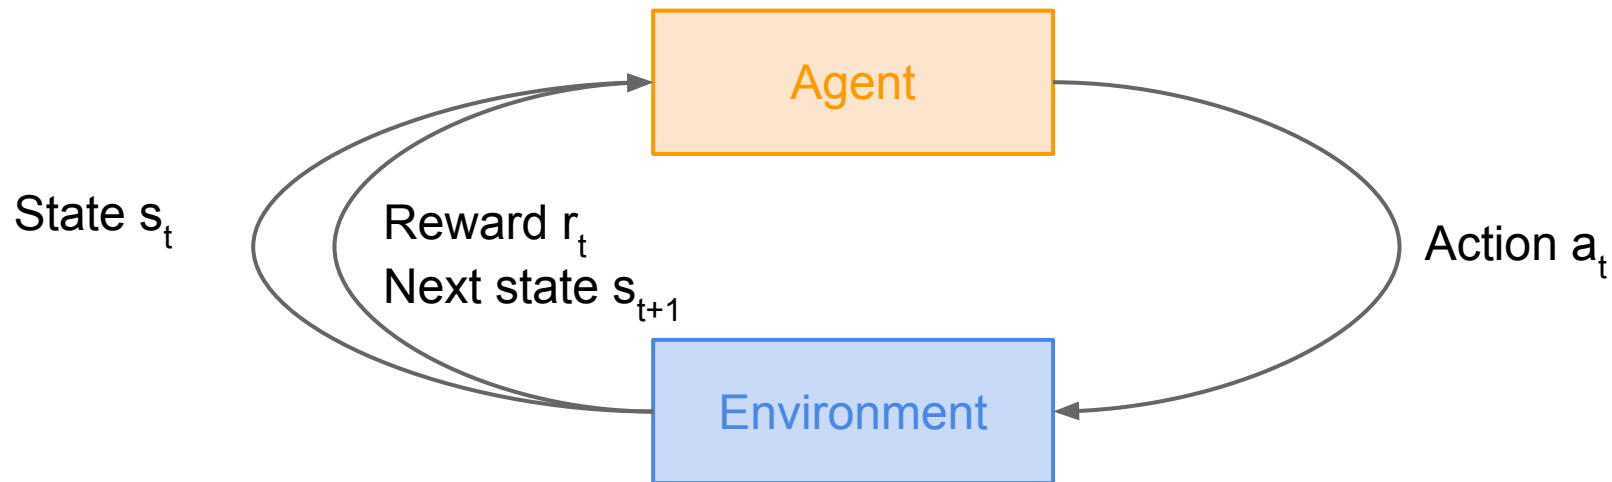 Agent
State sₜ
Reward rₜ
Next state sₜ₊₁
Action aₜ
Environment